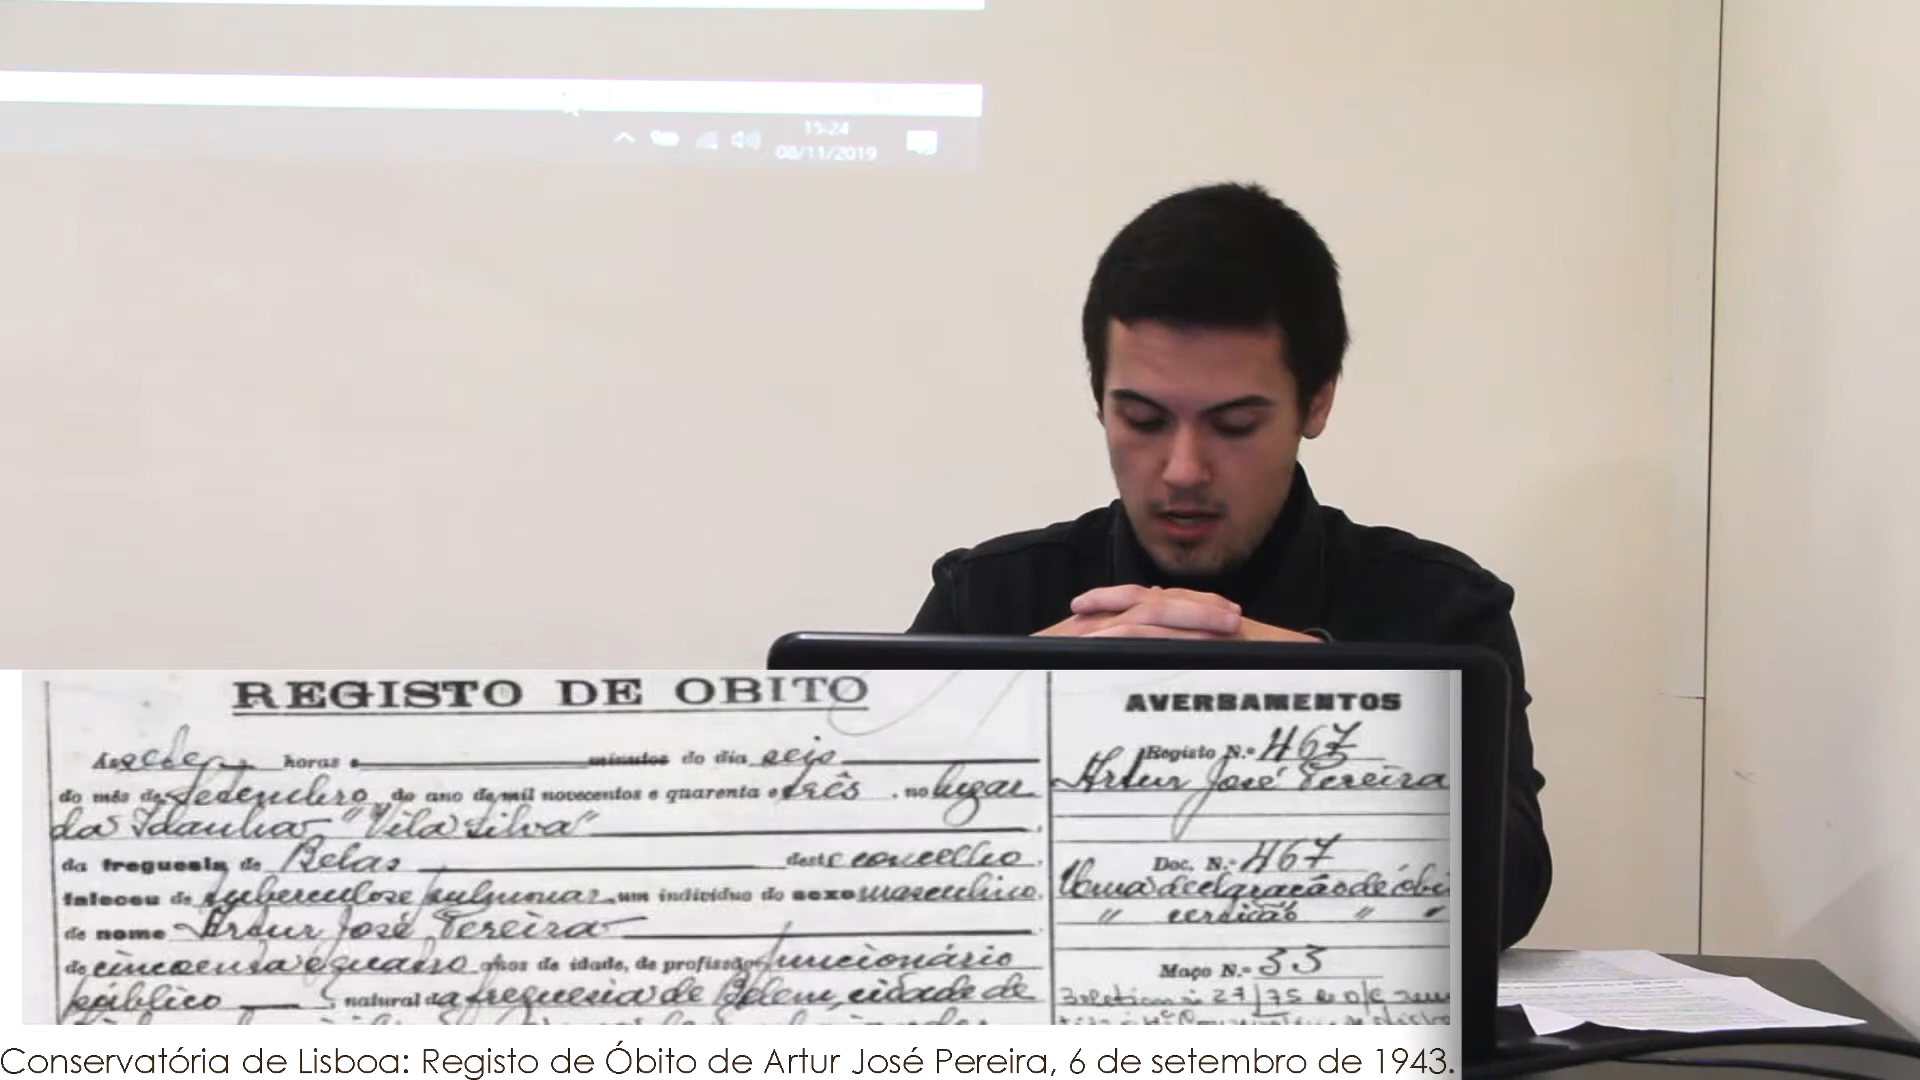 15:24
08/11/2019
REGISTO DE OBITO
horas e minutos do dia seis
do mês de Setembro do ano de mil novecentos e quarenta e três, no lugar
da Idanha "Vila Silva"
da freguesia de Belas deste concelho,
faleceu de tuberculose pulmonar um indivíduo do sexo masculino,
de nome Artur José Pereira
de cincoenta e quatro anos de idade, de profissão funcionário
público, natural da freguesia de Belem, cidade de
AVERBAMENTOS
Registo N.º 467
Artur José Pereira
Doc. N.º 467
Uma declaração de
" "
Maço N.º 33
Conservatória de Lisboa: Registo de Óbito de Artur José Pereira, 6 de setembro de 1943.